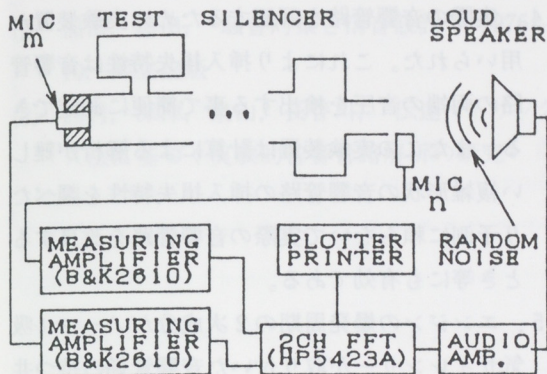 MIC n
TEST SILENCER
LOUD SPEAKER
MIC n
MEASURING AMPLIFIER (B&K2610)
PLOTTER PRINTER
RANDOM NOISE
MEASURING AMPLIFIER (B&K2610)
2CH FFT (HP5423A)
AUDIO AMP.